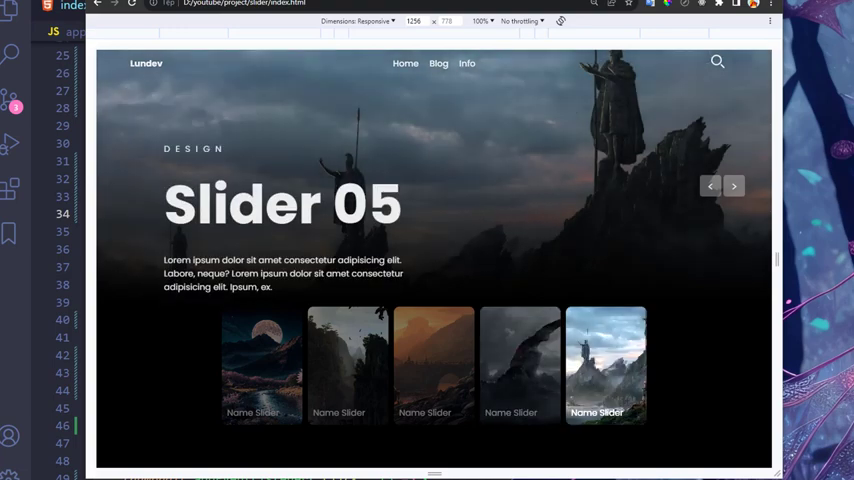 Tệp D:/youtube/project/slider/index.html
inde
JS app
Dimensions: Responsive 1256 × 778 100% No throttling
Lundev Home Blog Info
DESIGN
Slider 05
Lorem ipsum dolor sit amet consectetur adipisicing elit.
Labore, neque? Lorem ipsum dolor sit amet consectetur
adipisicing elit. Ipsum, ex.
Name Slider Name Slider Name Slider Name Slider Name Slider
25
26
27
28
29
30
31
32
33
34
35
36
37
38
39
40
41
42
43
44
45
46
47
48
3